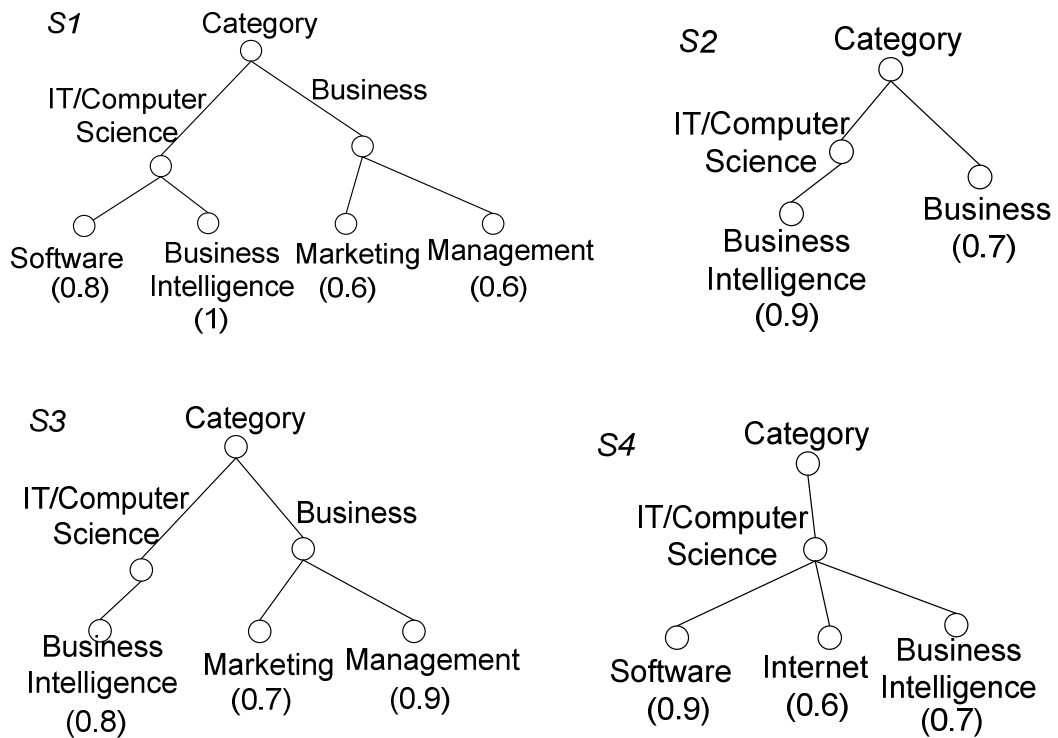 S1
Category
IT/Computer
Science
Business
Software
(0.8)
Business
Intelligence
(1)
Marketing
(0.6)
Management
(0.6)
S2
Category
IT/Computer
Science
Business
Intelligence
(0.9)
Business
(0.7)
S3
Category
IT/Computer
Science
Business
Business
Intelligence
(0.8)
Marketing
(0.7)
Management
(0.9)
S4
Category
IT/Computer
Science
Software
(0.9)
Internet
(0.6)
Business
Intelligence
(0.7)